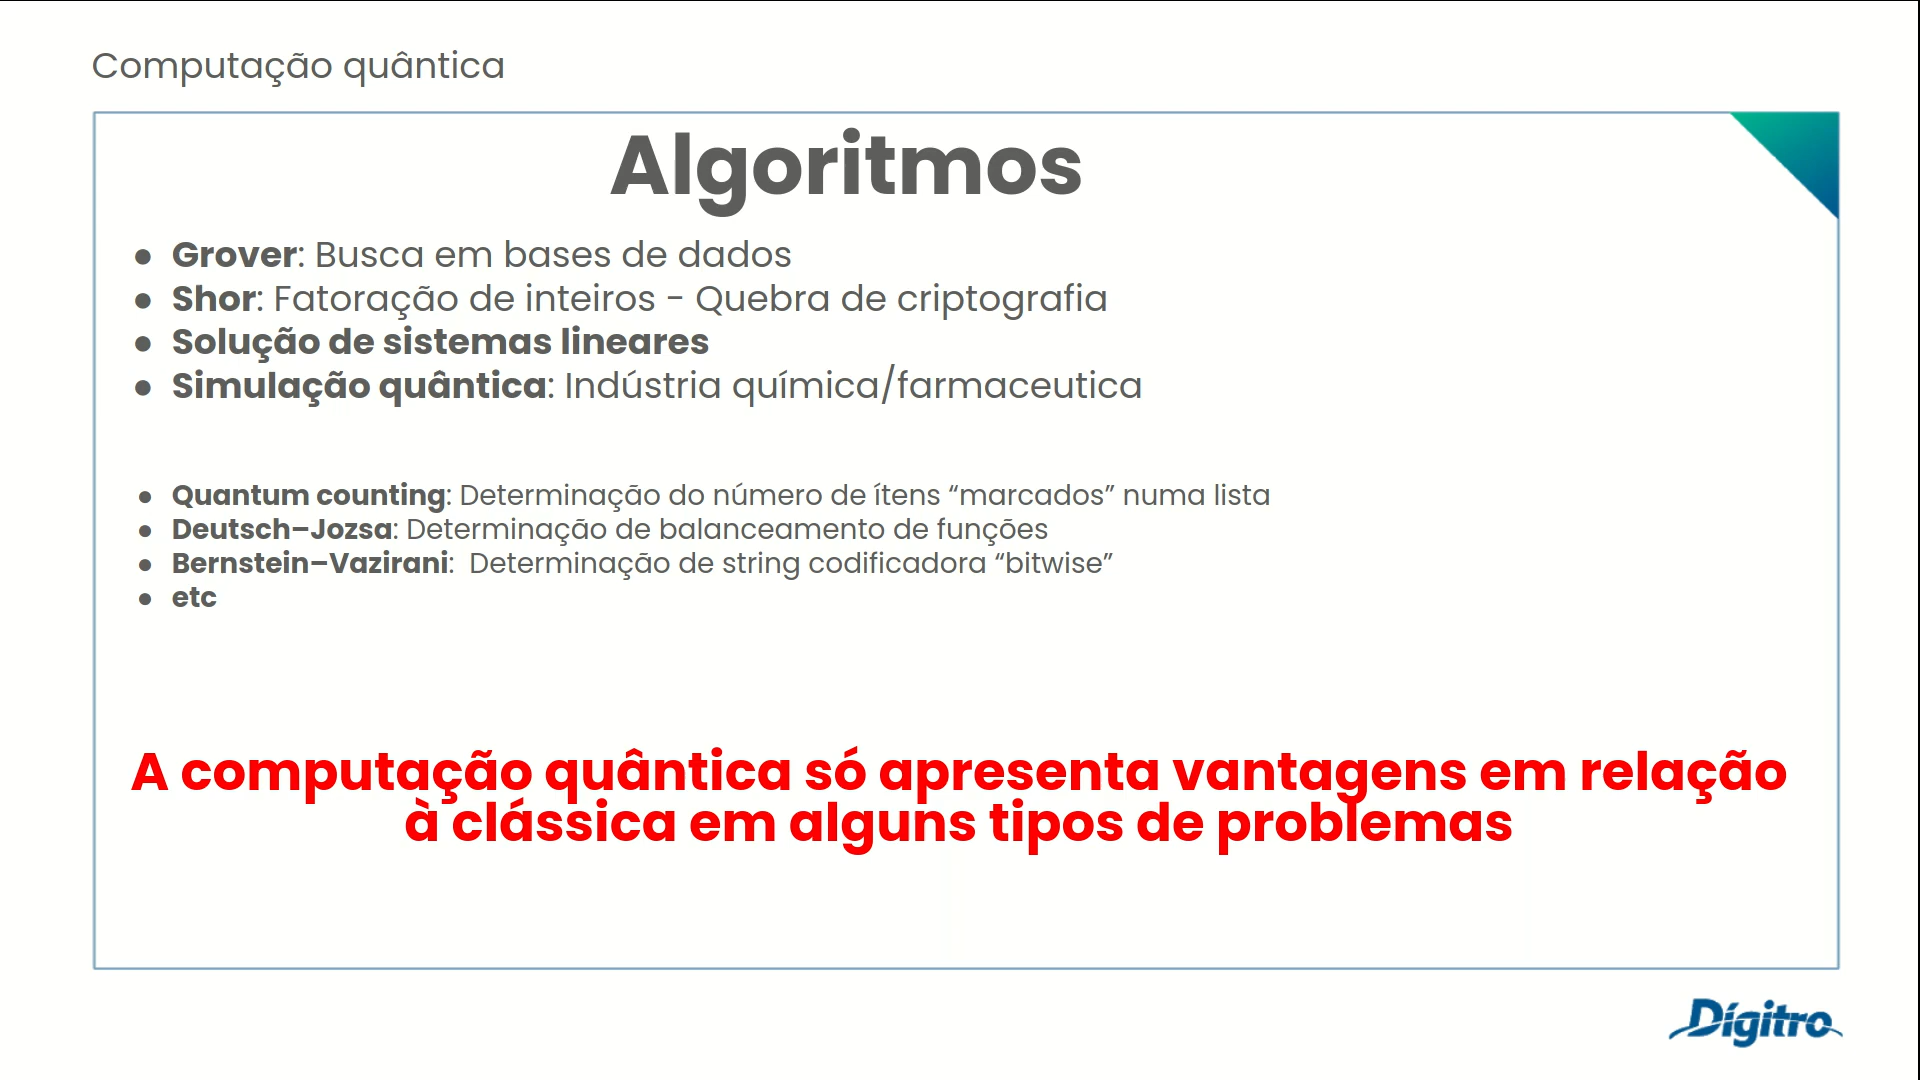 Computação quântica
Algoritmos
● Grover: Busca em bases de dados
● Shor: Fatoração de inteiros - Quebra de criptografia
● Solução de sistemas lineares
● Simulação quântica: Indústria química/farmaceutica
● Quantum counting: Determinação do número de ítens “marcados” numa lista
● Deutsch–Jozsa: Determinação de balanceamento de funções
● Bernstein–Vazirani: Determinação de string codificadora “bitwise”
● etc
A computação quântica só apresenta vantagens em relação
à clássica em alguns tipos de problemas
Dígitro